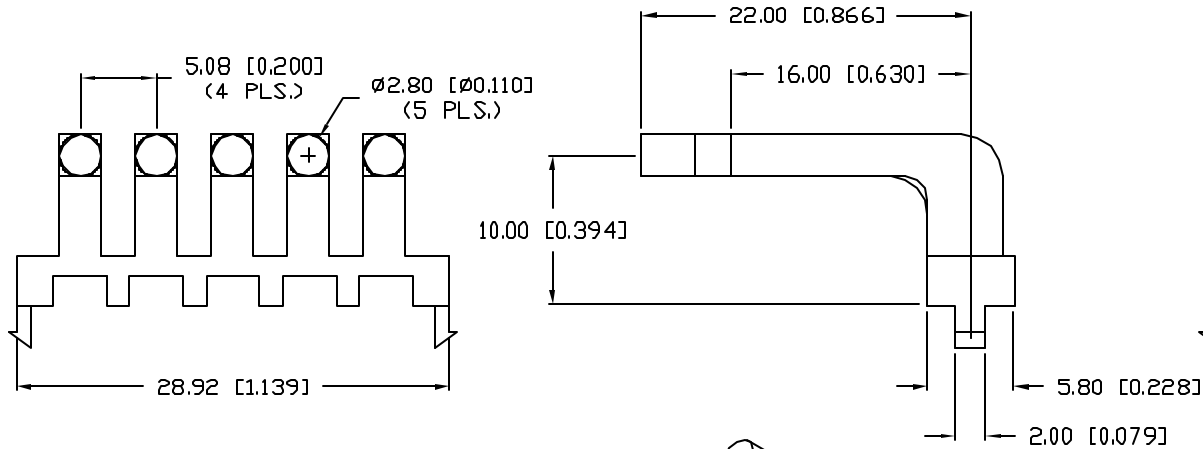 22.00 [0.866]
5.08 [0.200]
(4 PLS.)
ø2.80 [ø0.110]
(5 PLS.)
16.00 [0.630]
10.00 [0.394]
28.92 [1.139]
5.80 [0.228]
2.00 [0.079]